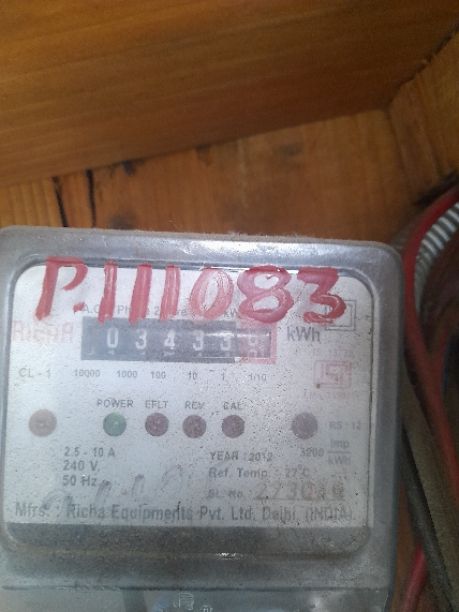 P.111083
RICHA
kWh
0 3 4 3 3
CL - 1 10000 1000 100 10 1 1/10
POWER EFLT REV CAL
2.5 - 10 A
240 V.
50 Hz
YEAR : 2012
Ref. Temp. - 27 C
3200 imp
kWh
Sl. No.
Mfrs. : Richa Equipments Pvt. Ltd. Delhi, (INDIA)